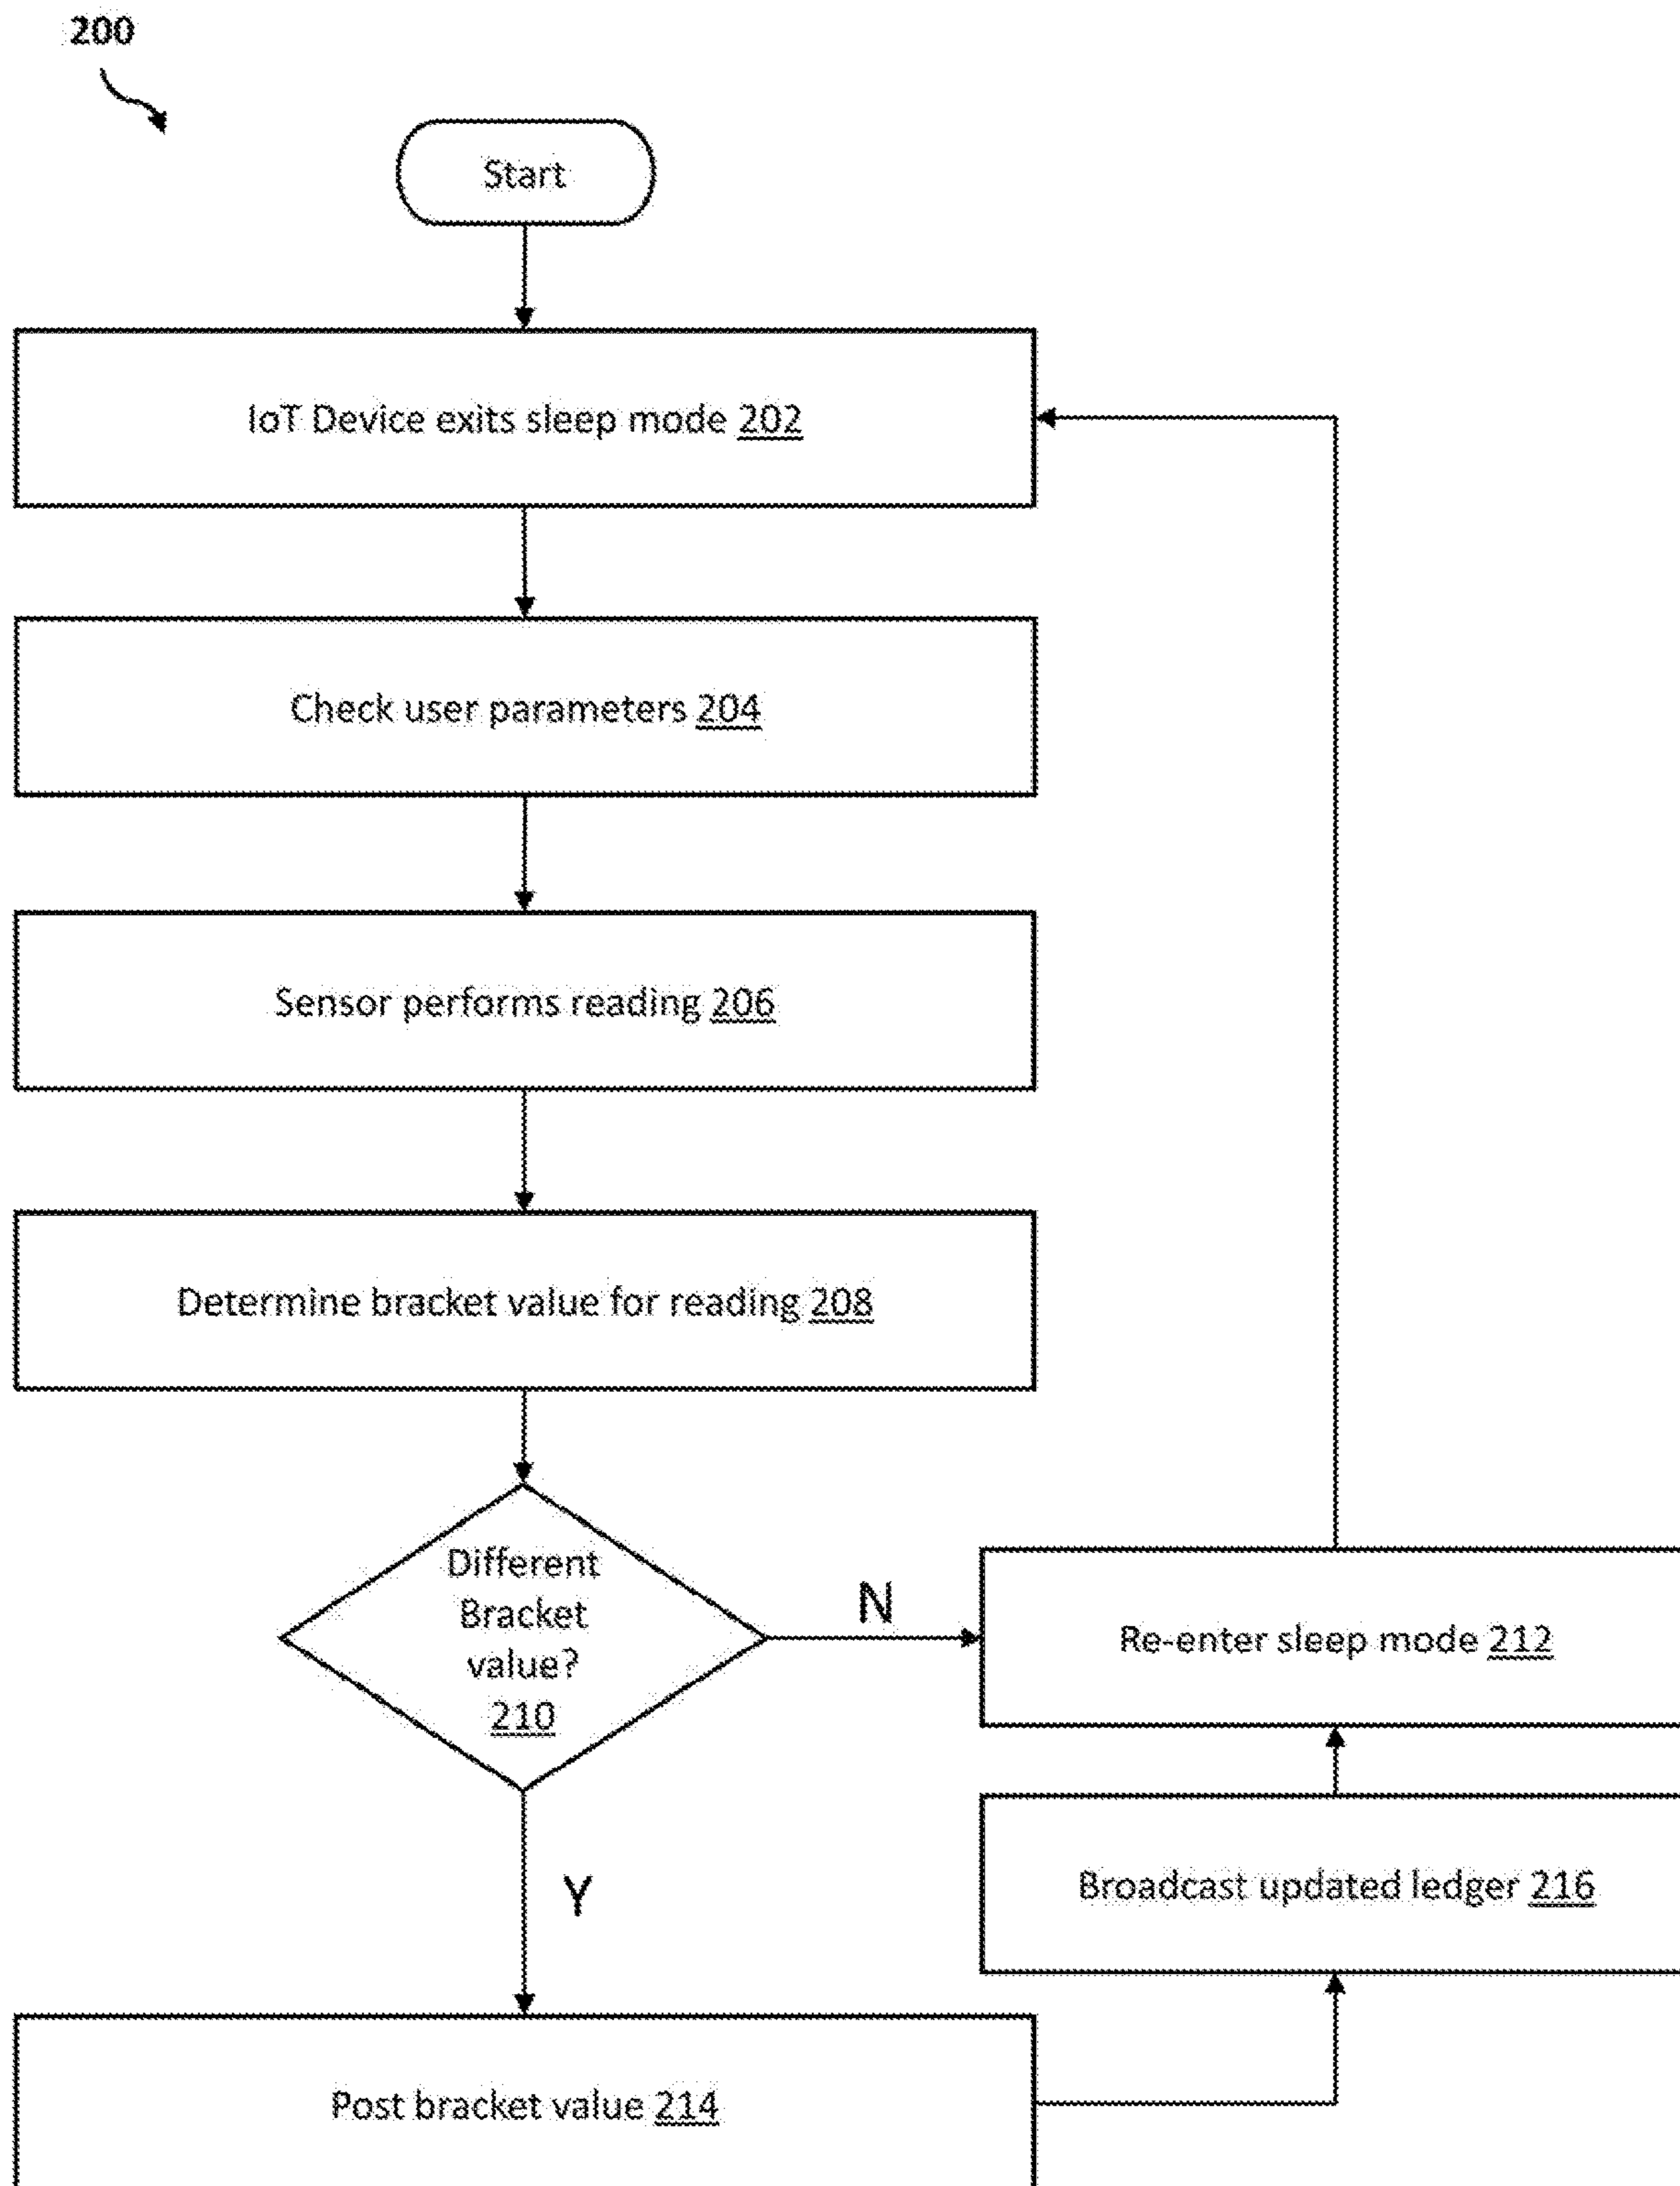 200
Start
IoT Device exits sleep mode 202
Check user parameters 204
Sensor performs reading 206
Determine bracket value for reading 208
Different
Bracket
value?
210
N
Re-enter sleep mode 212
Y
Broadcast updated ledger 216
Post bracket value 214